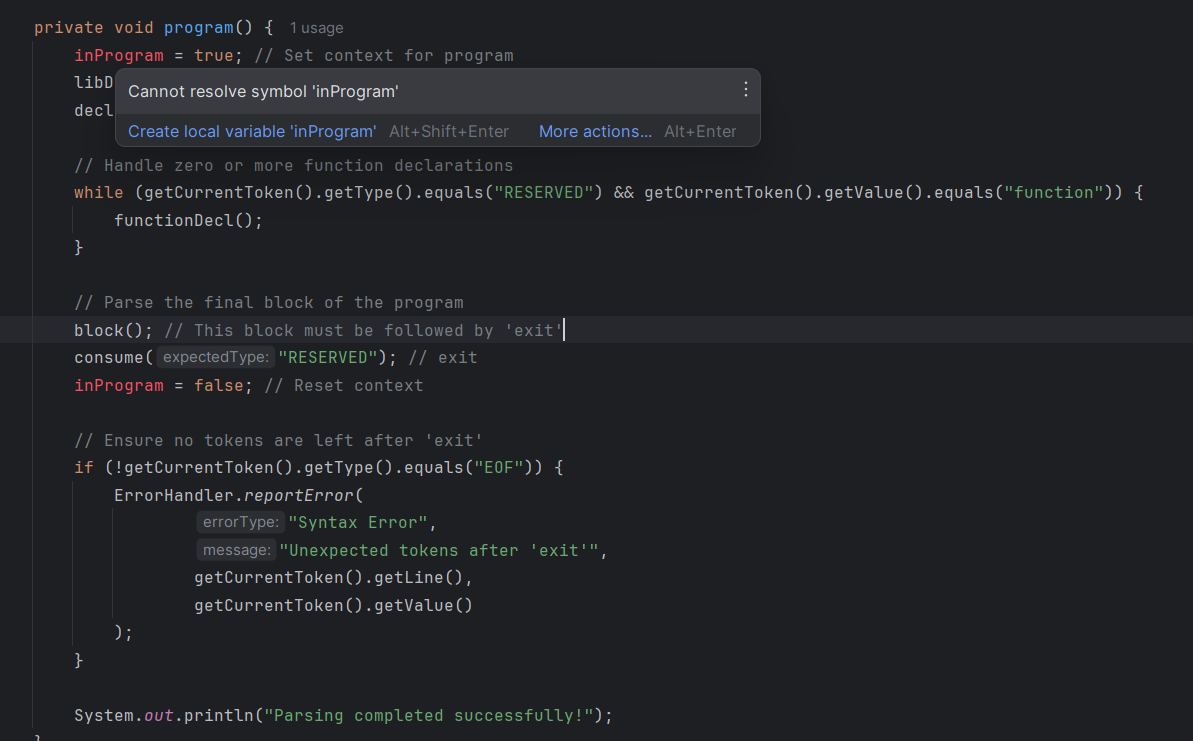 private void program() { 1 usage
inProgram = true; // Set context for program
libD
Cannot resolve symbol 'inProgram'
decl
Create local variable 'inProgram' Alt+Shift+Enter More actions... Alt+Enter
// Handle zero or more function declarations
while (getCurrentToken().getType().equals("RESERVED") && getCurrentToken().getValue().equals("function")) {
functionDecl();
}
// Parse the final block of the program
block(); // This block must be followed by 'exit'
consume( expectedType: "RESERVED"); // exit
inProgram = false; // Reset context
// Ensure no tokens are left after 'exit'
if (!getCurrentToken().getType().equals("EOF")) {
ErrorHandler.reportError(
errorType: "Syntax Error",
message: "Unexpected tokens after 'exit'",
getCurrentToken().getLine(),
getCurrentToken().getValue()
);
}
System.out.println("Parsing completed successfully!");
}